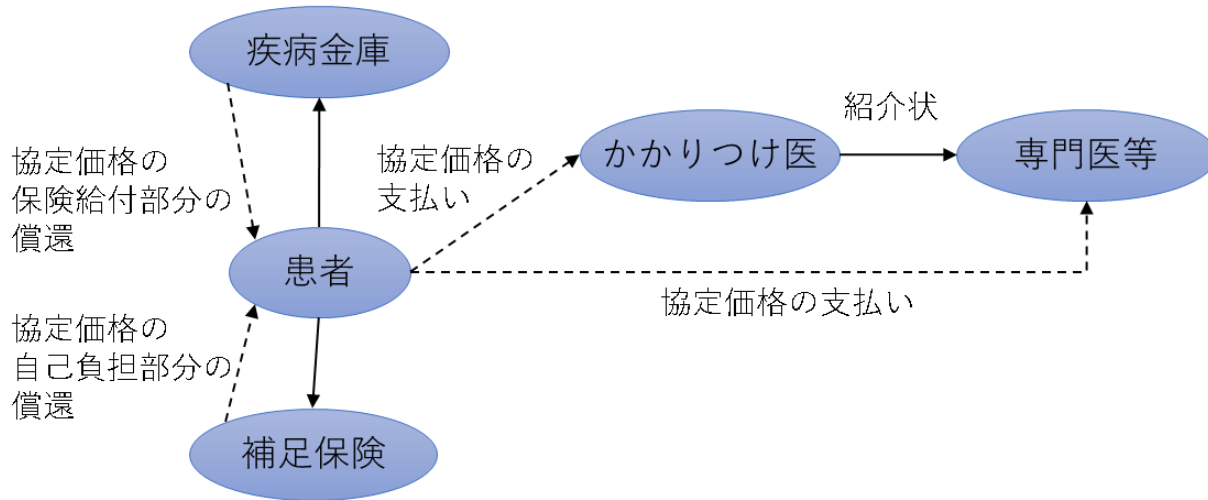 疾病金庫
紹介状
かかりつけ医
専門医等
協定価格の
保険給付部分の
償還
協定価格の
支払い
患者
協定価格の支払い
協定価格の
自己負担部分の
償還
補足保険